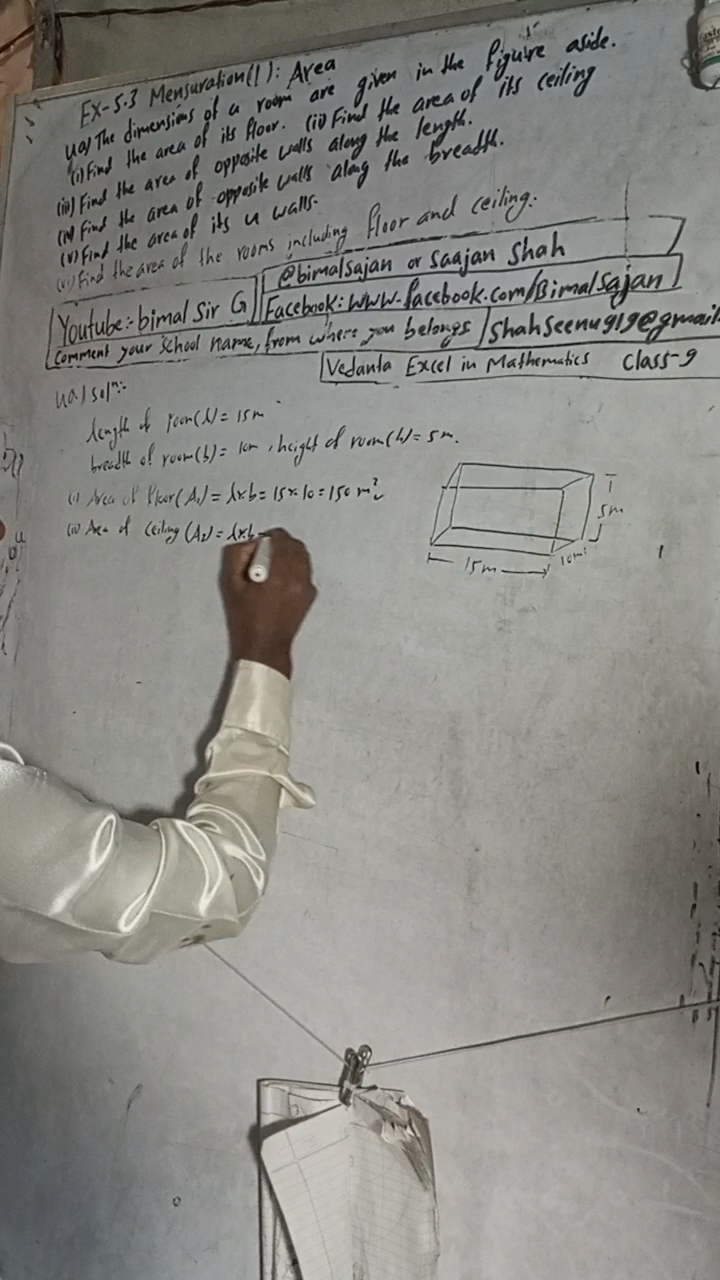 EX-5.3 Mensuration(1): Area
4a) The dimensions of a room are given in the figure aside.
(i) Find the area of its floor. (ii) Find the area of its ceiling
(iii) Find the area of opposite walls along the length.
(iv) Find the area of opposite walls along the breadth.
(v) Find the area of its 4 walls.
(vi) Find the area of the rooms including floor and ceiling.
@bimalsajan or Saajan Shah
Youtube:- bimal Sir G
Facebook: www.facebook.com/Bimalsajan
Comment your school name, from where you belongs
Shahseenu919@gmail.
Vedanta Excel in Mathematics Class-9
4a.) Solⁿ:-
length of room(l) = 15m
breadth of room(b) = 10m, height of room(h) = 5m.
(i) Area of floor(A₁) = l×b = 15×10 = 150 m²
(ii) Area of ceiling (A₂) = l×b =
5m
15m
10m